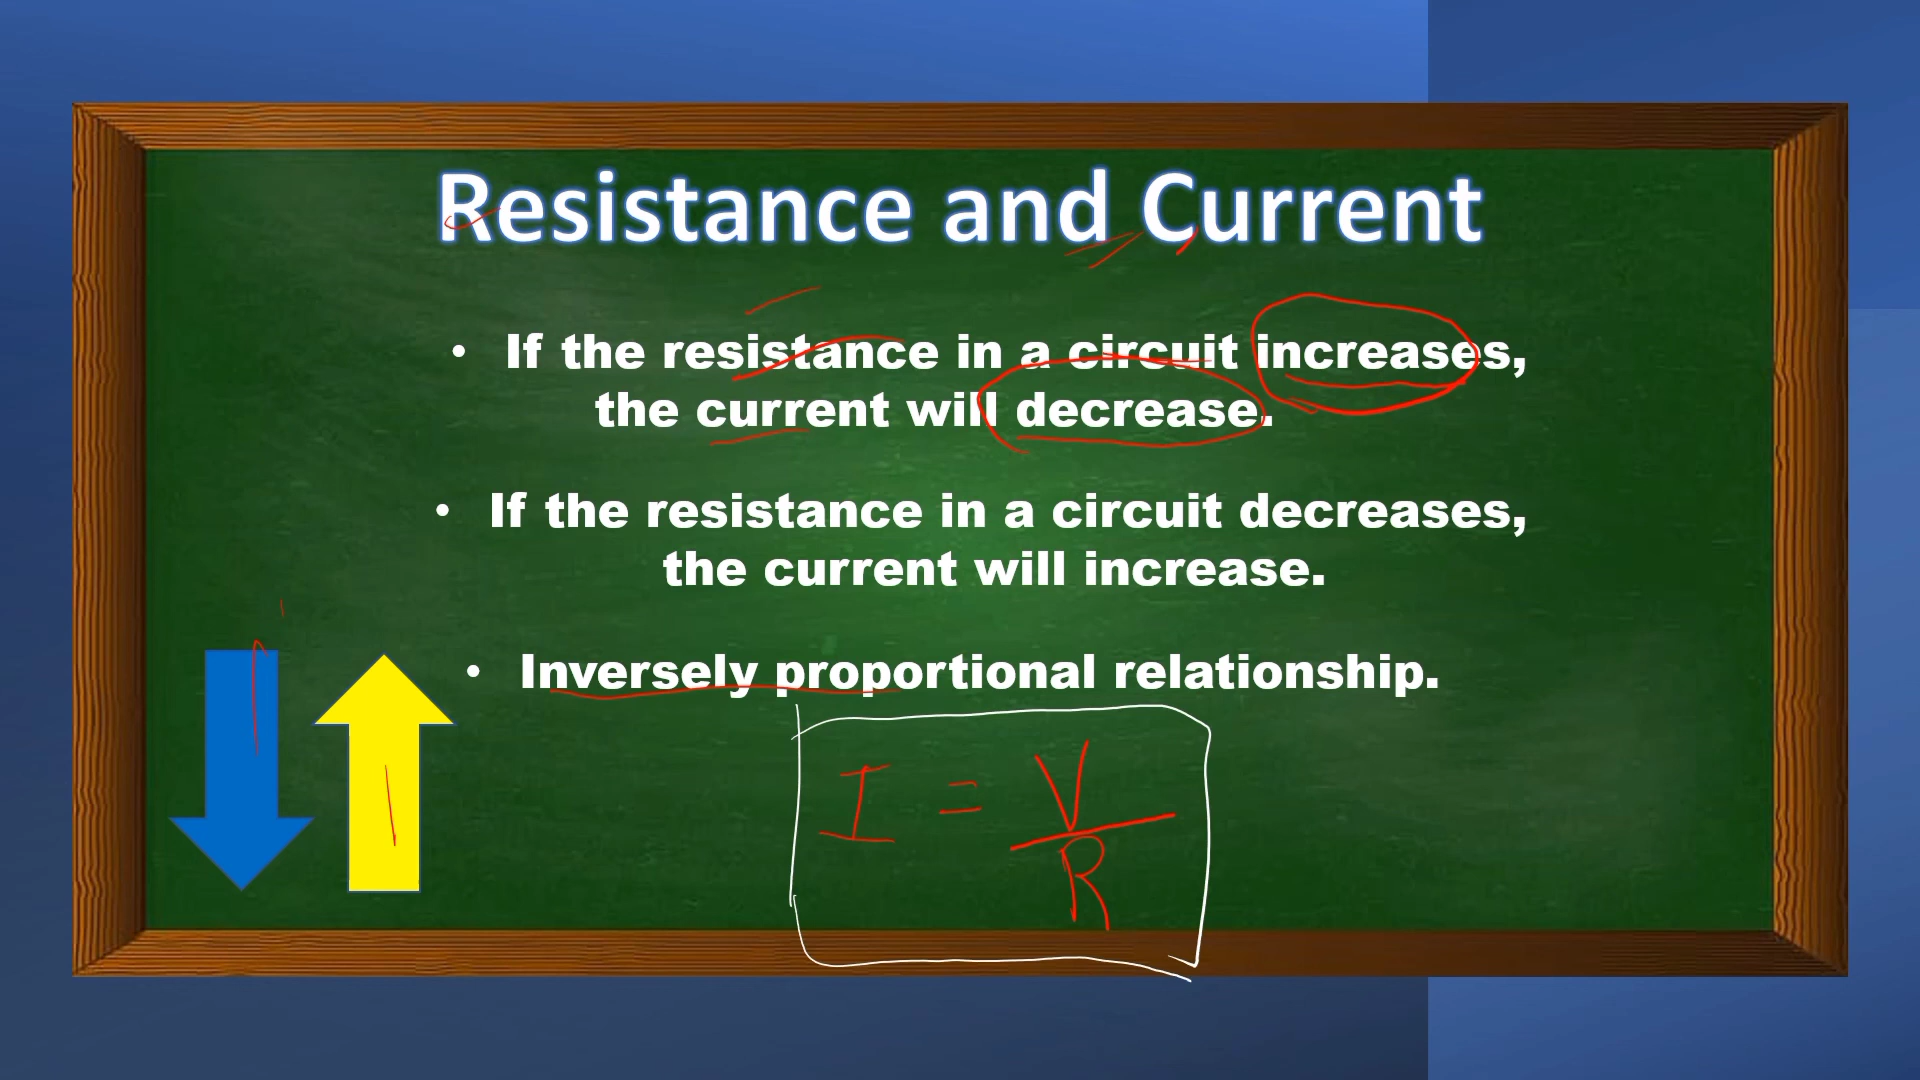 Resistance and Current
• If the resistance in a circuit increases,
the current will decrease.
• If the resistance in a circuit decreases,
the current will increase.
• Inversely proportional relationship.
I = V
R